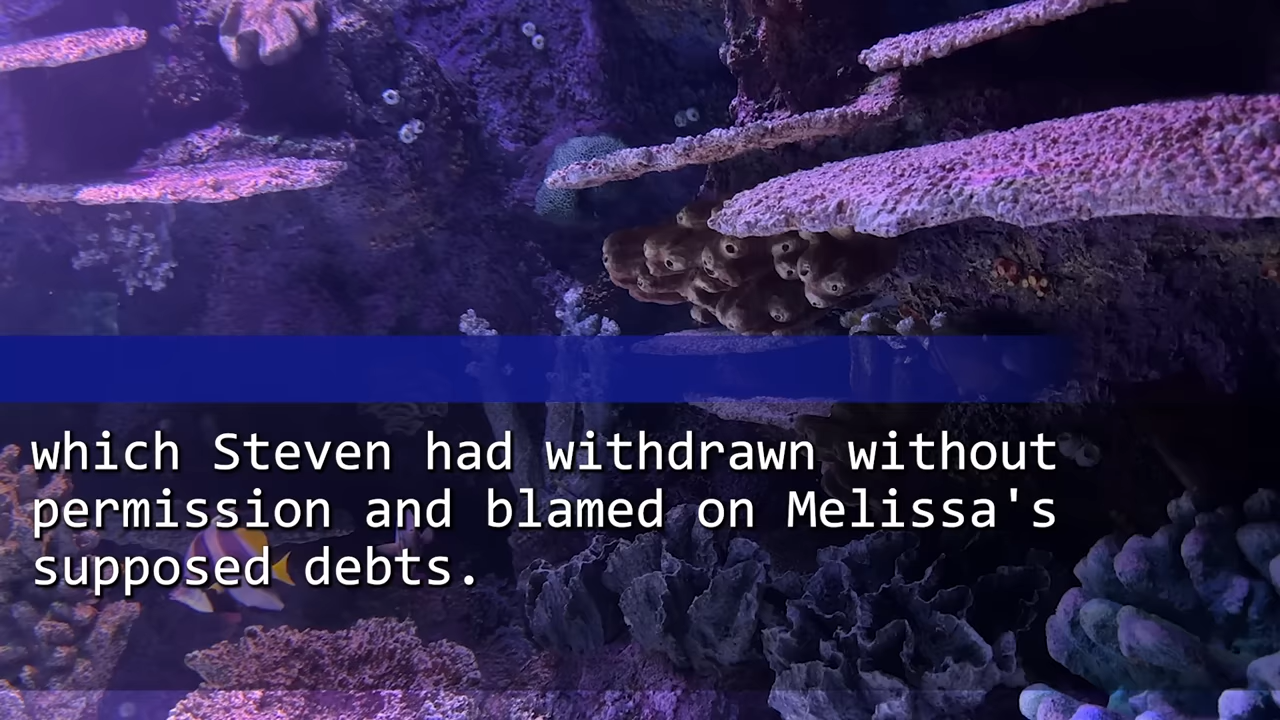 which Steven had withdrawn without
permission and blamed on Melissa's
supposed debts.